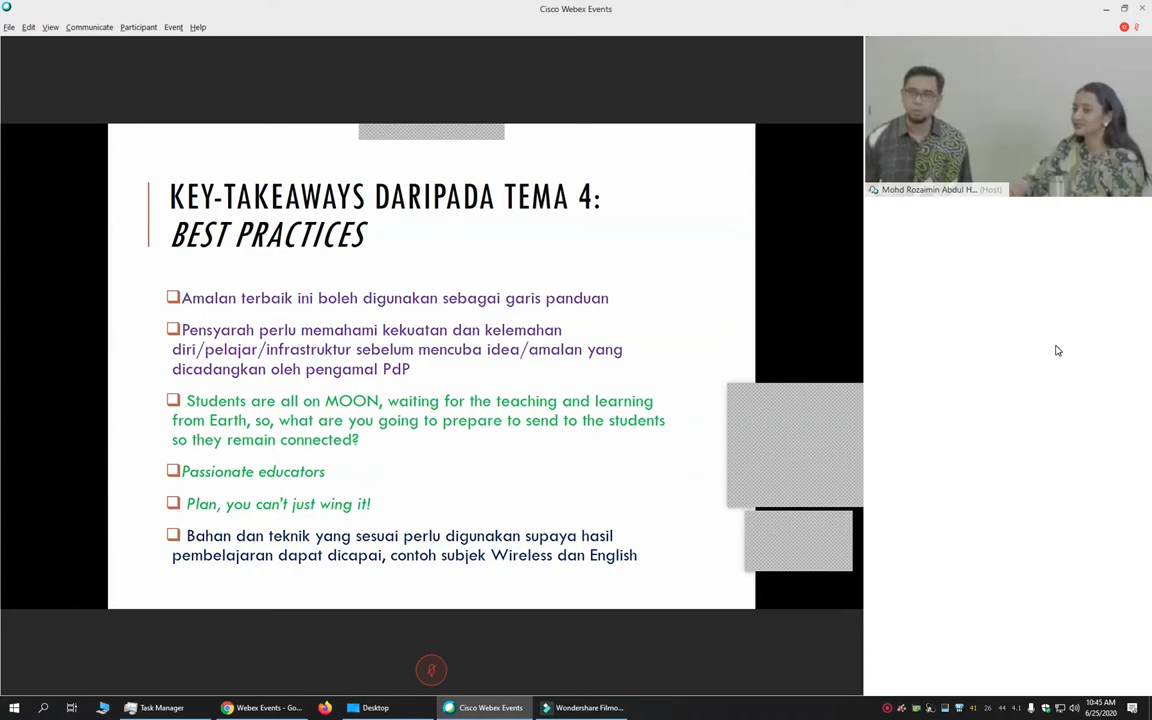 Cisco Webex Events
File Edit View Communicate Participant Event Help
Mohd Rozaimin Abdul H... (Host)
KEY-TAKEAWAYS DARIPADA TEMA 4:
BEST PRACTICES
Amalan terbaik ini boleh digunakan sebagai garis panduan
Pensyarah perlu memahami kekuatan dan kelemahan
diri/pelajar/infrastruktur sebelum mencuba idea/amalan yang
dicadangkan oleh pengamal PdP
Students are all on MOON, waiting for the teaching and learning
from Earth, so, what are you going to prepare to send to the students
so they remain connected?
Passionate educators
Plan, you can't just wing it!
Bahan dan teknik yang sesuai perlu digunakan supaya hasil
pembelajaran dapat dicapai, contoh subjek Wireless dan English
Task Manager Webex Events - Go... Desktop Cisco Webex Events Wondershare Filmo... 41 26 44 4.1 10:45 AM
6/25/2020